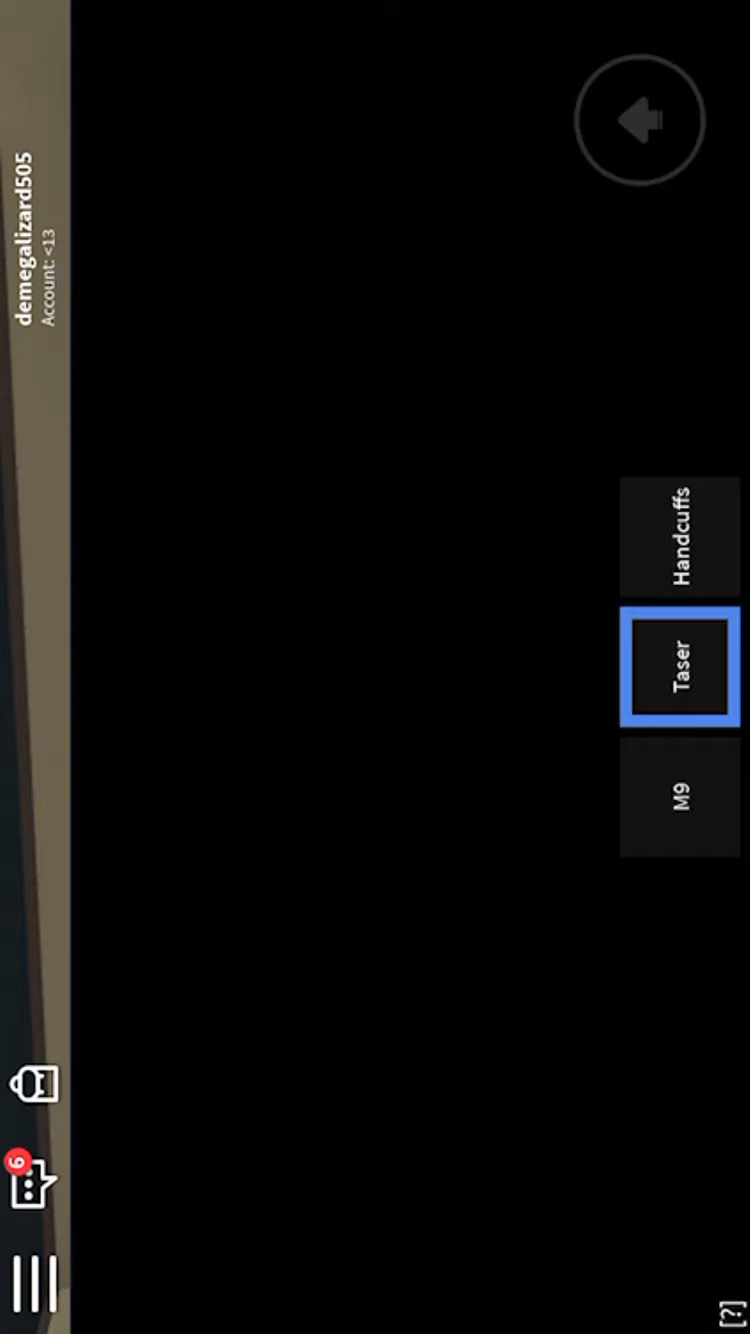 demegalizard505
Account: <13
6
M9
Taser
Handcuffs
[?]